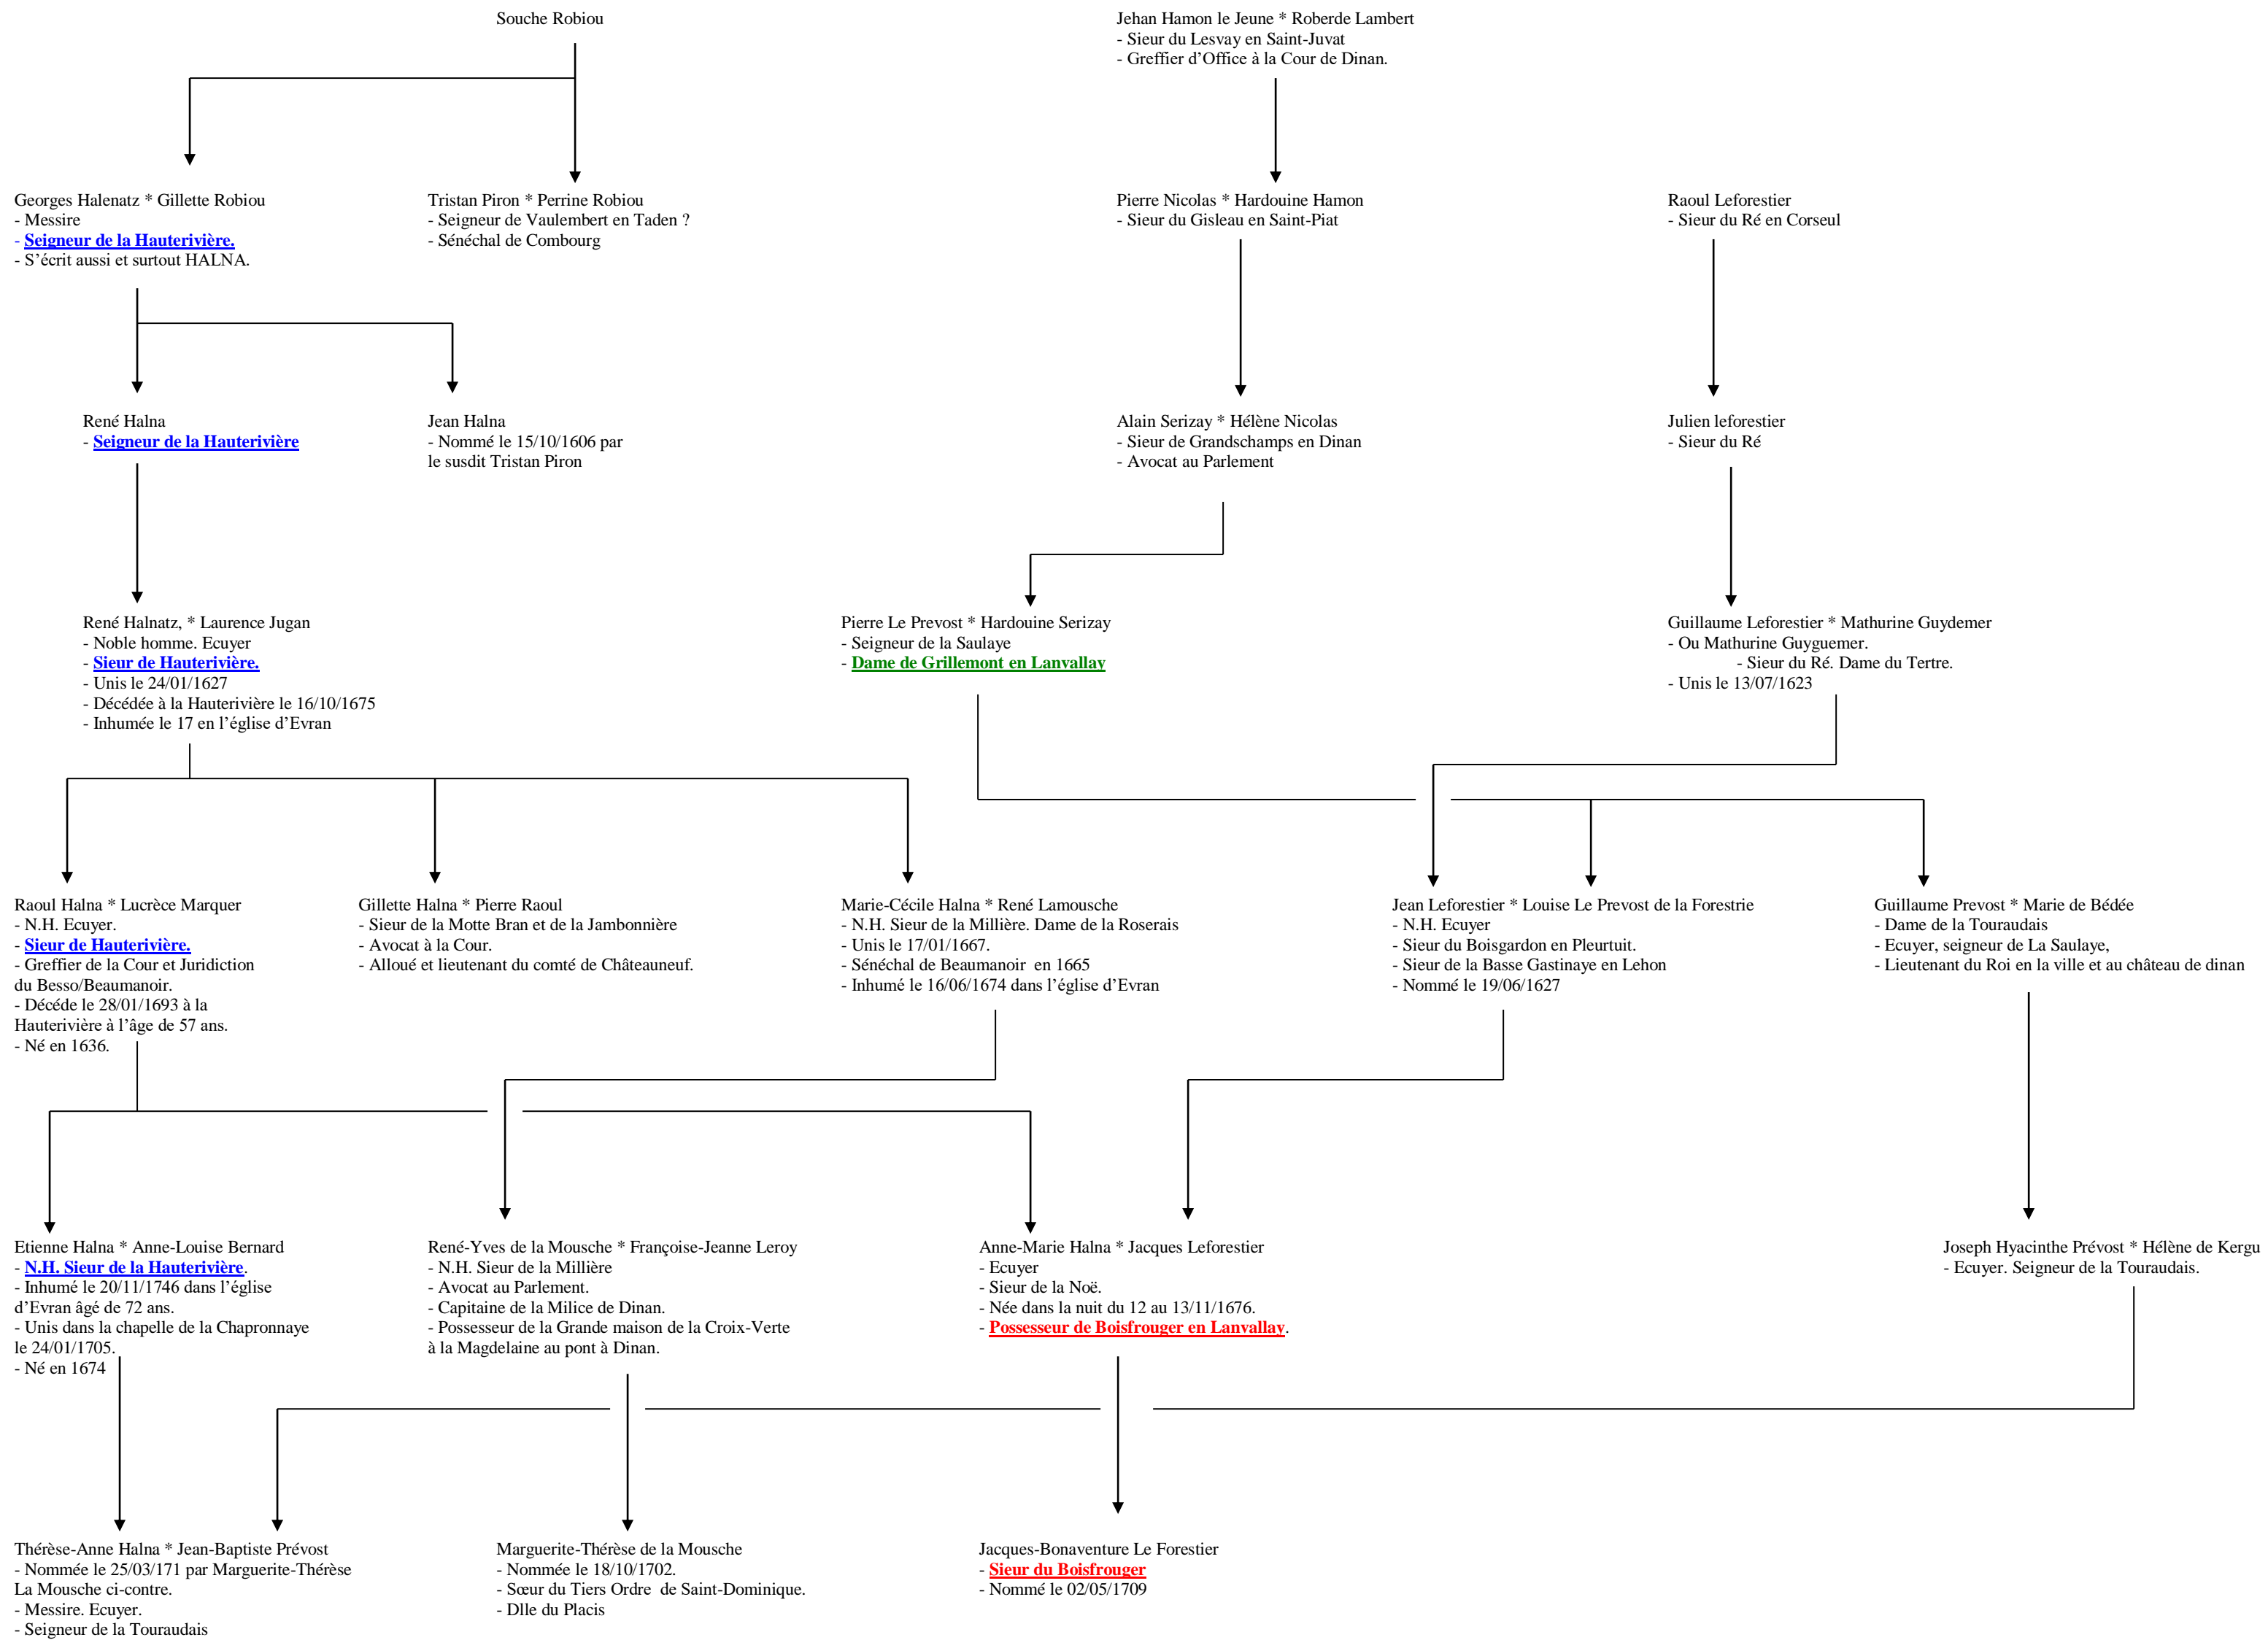 Souche Robiou
Jehan Hamon le Jeune * Roberde Lambert
- Sieur du Lesvay en Saint-Juvat
- Greffier d’Office à la Cour de Dinan.
Georges Halenatz * Gillette Robiou
- Messire
- Seigneur de la Hauterivière.
- S’écrit aussi et surtout HALNA.
Tristan Piron * Perrine Robiou
- Seigneur de Vaulembert en Taden ?
- Sénéchal de Combourg
Pierre Nicolas * Hardouine Hamon
- Sieur du Gisleau en Saint-Piat
Raoul Leforestier
- Sieur du Ré en Corseul
René Halna
- Seigneur de la Hauterivière
Jean Halna
- Nommé le 15/10/1606 par
le susdit Tristan Piron
Alain Serizay * Hélène Nicolas
- Sieur de Grandschamps en Dinan
- Avocat au Parlement
Julien leforestier
- Sieur du Ré
René Halnatz, * Laurence Jugan
- Noble homme. Ecuyer
- Sieur de Hauterivière.
- Unis le 24/01/1627
- Décédée à la Hauterivière le 16/10/1675
- Inhumée le 17 en l’église d’Evran
Pierre Le Prevost * Hardouine Serizay
- Seigneur de la Saulaye
- Dame de Grillemont en Lanvallay
Guillaume Leforestier * Mathurine Guydemer
- Ou Mathurine Guyguemer.
- Sieur du Ré. Dame du Tertre.
- Unis le 13/07/1623
Raoul Halna * Lucrèce Marquer
- N.H. Ecuyer.
- Sieur de Hauterivière.
- Greffier de la Cour et Juridiction
du Besso/Beaumanoir.
- Décéde le 28/01/1693 à la
Hauterivière à l’âge de 57 ans.
- Né en 1636.
Gillette Halna * Pierre Raoul
- Sieur de la Motte Bran et de la Jambonnière
- Avocat à la Cour.
- Alloué et lieutenant du comté de Châteauneuf.
Marie-Cécile Halna * René Lamousche
- N.H. Sieur de la Millière. Dame de la Roserais
- Unis le 17/01/1667.
- Sénéchal de Beaumanoir en 1665
- Inhumé le 16/06/1674 dans l’église d’Evran
Jean Leforestier * Louise Le Prevost de la Forestrie
- N.H. Ecuyer
- Sieur du Boisgardon en Pleurtuit.
- Sieur de la Basse Gastinaye en Lehon
- Nommé le 19/06/1627
Guillaume Prevost * Marie de Bédée
- Dame de la Touraudais
- Ecuyer, seigneur de La Saulaye,
- Lieutenant du Roi en la ville et au château de dinan
Etienne Halna * Anne-Louise Bernard
- N.H. Sieur de la Hauterivière.
- Inhumé le 20/11/1746 dans l’église
d’Evran âgé de 72 ans.
- Unis dans la chapelle de la Chapronnaye
le 24/01/1705.
- Né en 1674
René-Yves de la Mousche * Françoise-Jeanne Leroy
- N.H. Sieur de la Millière
- Avocat au Parlement.
- Capitaine de la Milice de Dinan.
- Possesseur de la Grande maison de la Croix-Verte
à la Magdelaine au pont à Dinan.
Anne-Marie Halna * Jacques Leforestier
- Ecuyer
- Sieur de la Noë.
- Née dans la nuit du 12 au 13/11/1676.
- Possesseur de Boisfrouger en Lanvallay.
Joseph Hyacinthe Prévost * Hélène de Kergu
- Ecuyer. Seigneur de la Touraudais.
Thérèse-Anne Halna * Jean-Baptiste Prévost
- Nommée le 25/03/171 par Marguerite-Thérèse
La Mousche ci-contre.
- Messire. Ecuyer.
- Seigneur de la Touraudais
Marguerite-Thérèse de la Mousche
- Nommée le 18/10/1702.
- Sœur du Tiers Ordre de Saint-Dominique.
- Dlle du Placis
Jacques-Bonaventure Le Forestier
- Sieur du Boisfrouger
- Nommé le 02/05/1709